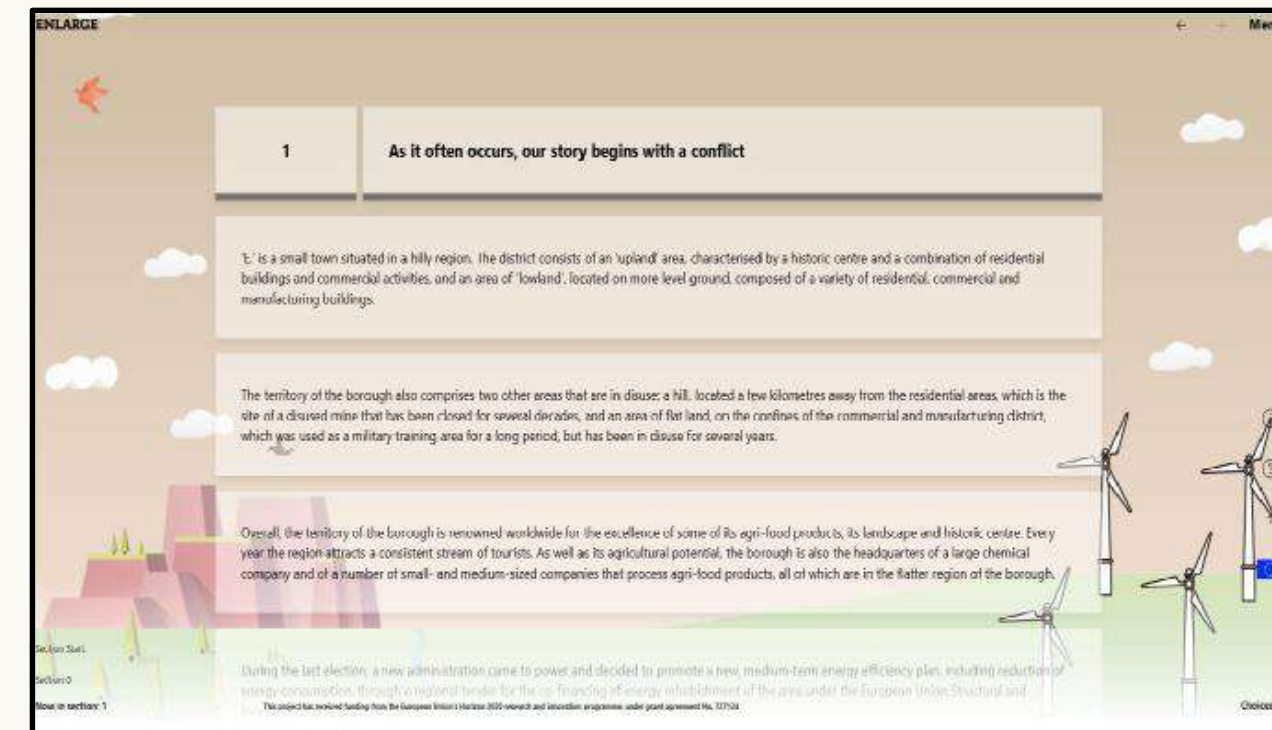 ENLARGE
← → Men
1
As it often occurs, our story begins with a conflict
'E.' is a small town situated in a hilly region. The district consists of an 'upland' area, characterised by a historic centre and a combination of residential
buildings and commercial activities, and an area of 'lowland', located on more level ground, composed of a variety of residential, commercial and
manufacturing buildings.
The territory of the borough also comprises two other areas that are in disuse; a hill, located a few kilometres away from the residential areas, which is the
site of a disused mine that has been closed for several decades, and an area of flat land, on the confines of the commercial and manufacturing district,
which was used as a military training area for a long period, but has been in disuse for several years.
Overall, the territory of the borough is renowned worldwide for the excellence of some of its agri-food products, its landscape and historic centre. Every
year the region attracts a consistent stream of tourists. As well as its agricultural potential, the borough is also the headquarters of a large chemical
company and of a number of small- and medium-sized companies that process agri-food products, all of which are in the flatter region of the borough.
During the last election, a new administration came to power and decided to promote a new, medium-term energy efficiency plan, including reduction of
energy consumption, through a regional tender for the co-financing of energy refurbishment of the area under the European Union Structural and
Section Start
Section 0
Now in section: 1
This project has received funding from the European Union's Horizon 2020 research and innovation programme under grant agreement No. 727124
Choices